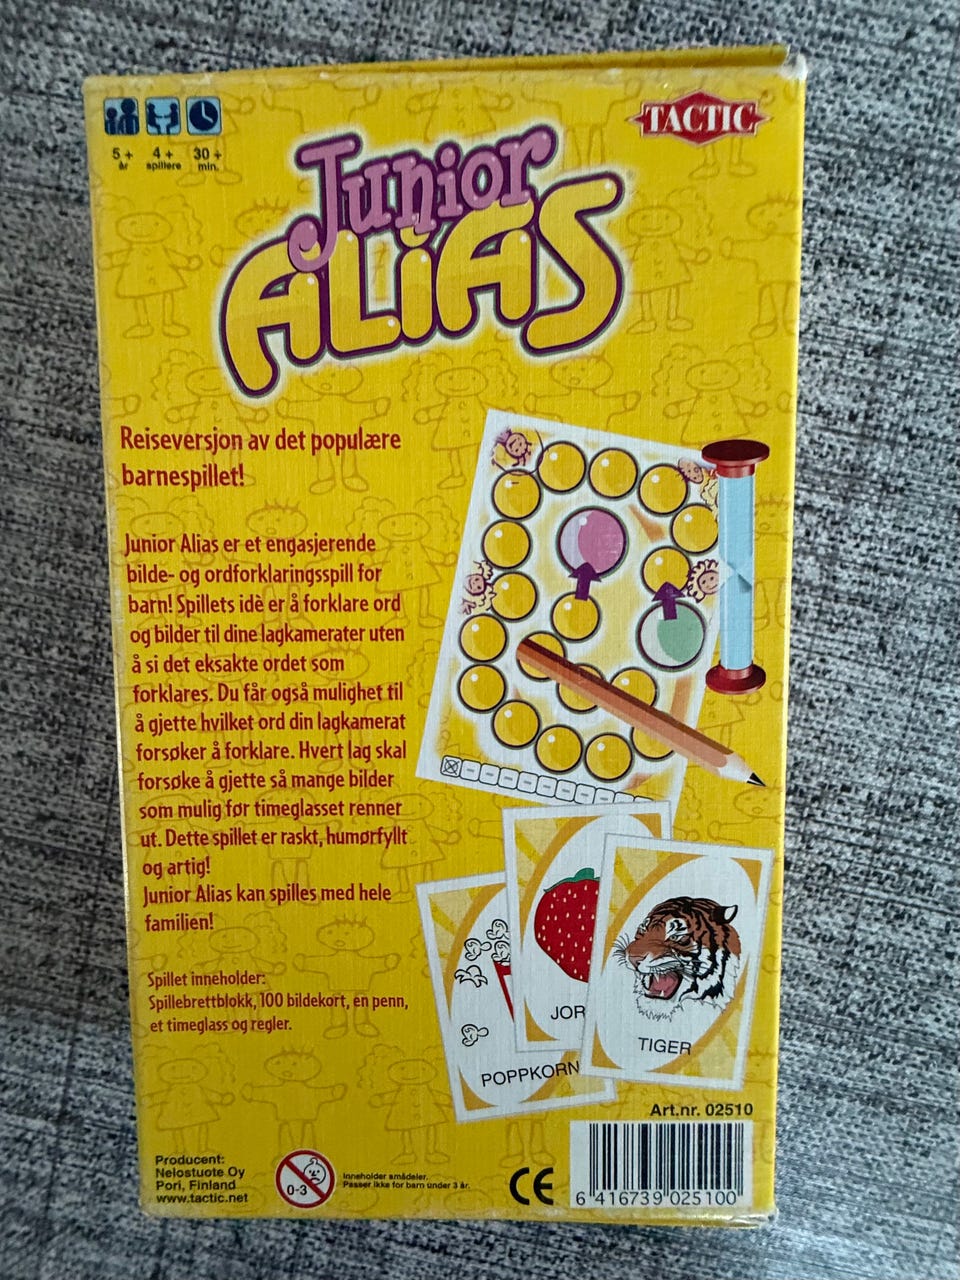 TACTIC
5+ 4+ 30+
år spillere min.
Junior
ALiAS
Reiseversjon av det populære
barnespillet!
Junior Alias er et engasjerende
bilde- og ordforklaringsspill for
barn! Spillets idè er å forklare ord
og bilder til dine lagkamerater uten
å si det eksakte ordet som
forklares. Du får også mulighet til
å gjette hvilket ord din lagkamerat
forsøker å forklare. Hvert lag skal
forsøke å gjette så mange bilder
som mulig før timeglasset renner
ut. Dette spillet er raskt, humørfyllt
og artig!
Junior Alias kan spilles med hele
familien!
Spillet inneholder:
Spillebrettblokk, 100 bildekort, en penn,
et timeglass og regler.
JOR
TIGER
POPPKORN
Art.nr. 02510
Producent:
Nelostuote Oy
Pori, Finland
www.tactic.net
0-3
Inneholder smådeler.
Passer ikke for barn under 3 år.
CE
6 416739 025100